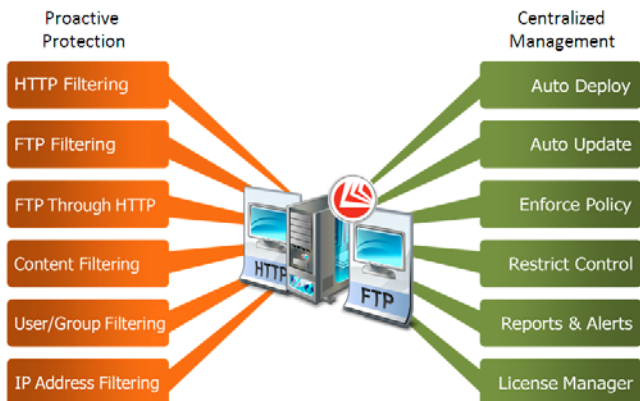 Proactive
Protection
HTTP Filtering
FTP Filtering
FTP Through HTTP
Content Filtering
User/Group Filtering
IP Address Filtering
HTTP
FTP
Centralized
Management
Auto Deploy
Auto Update
Enforce Policy
Restrict Control
Reports & Alerts
License Manager